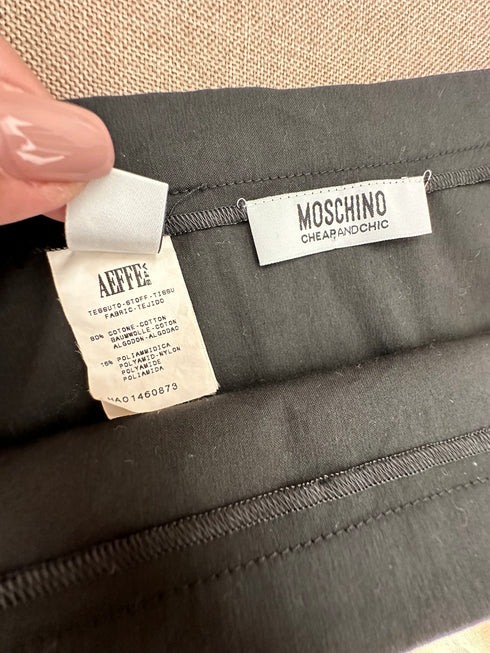 MOSCHINO
CHEAPANDCHIC
AEFFE
TESSUTO-STOFF-TISSU
FABRIC-TEJIDO
80% COTONE-COTTON
BAUMWOLLE-COTON
ALGODON-ALGODAO
15% POLIAMMIDICA
POLYAMID-NYLON
POLYAMIDE
POLIAMIDA
NA01460873